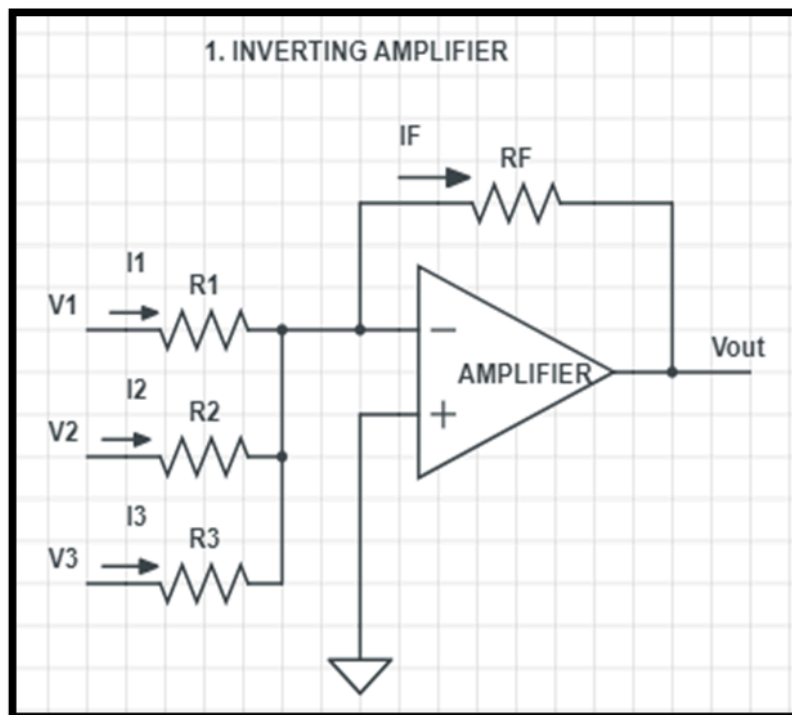 1. INVERTING AMPLIFIER
IF
RF
I1
R1
V1
Vout
AMPLIFIER
I2
R2
V2
I3
R3
V3